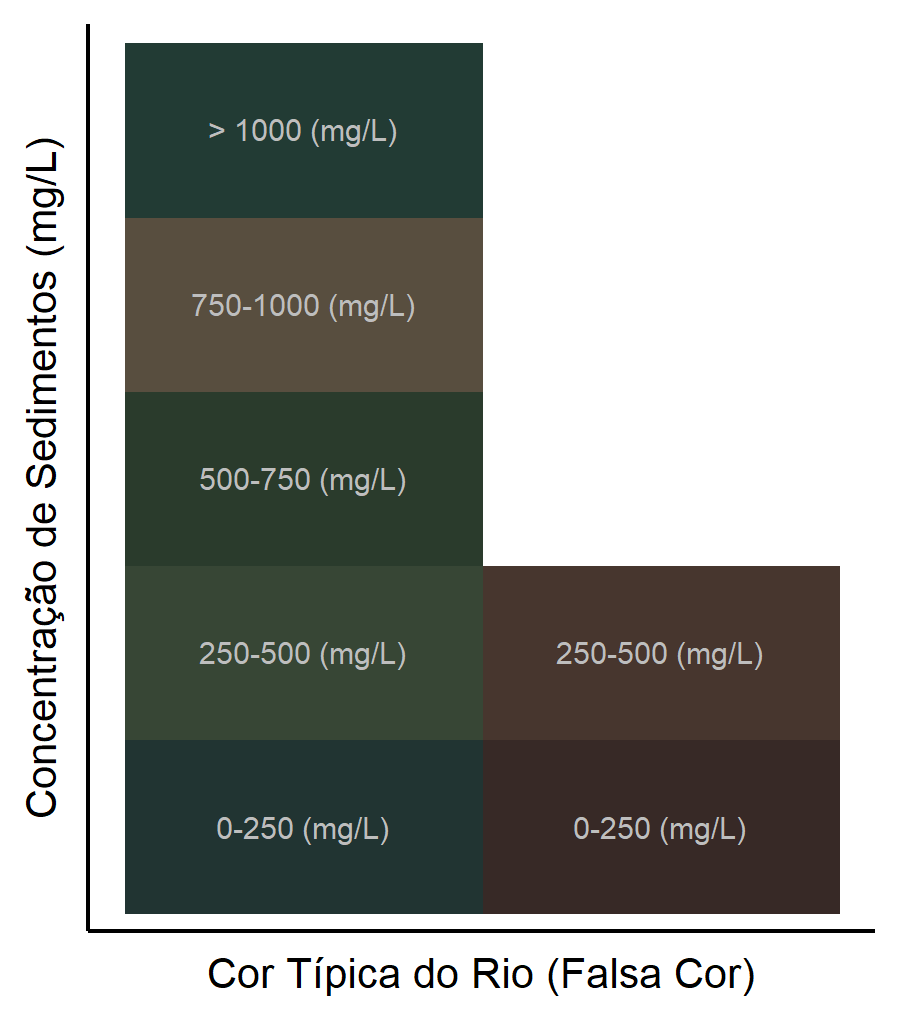 Concentração de Sedimentos (mg/L)
> 1000 (mg/L)
750-1000 (mg/L)
500-750 (mg/L)
250-500 (mg/L)
250-500 (mg/L)
0-250 (mg/L)
0-250 (mg/L)
Cor Típica do Rio (Falsa Cor)